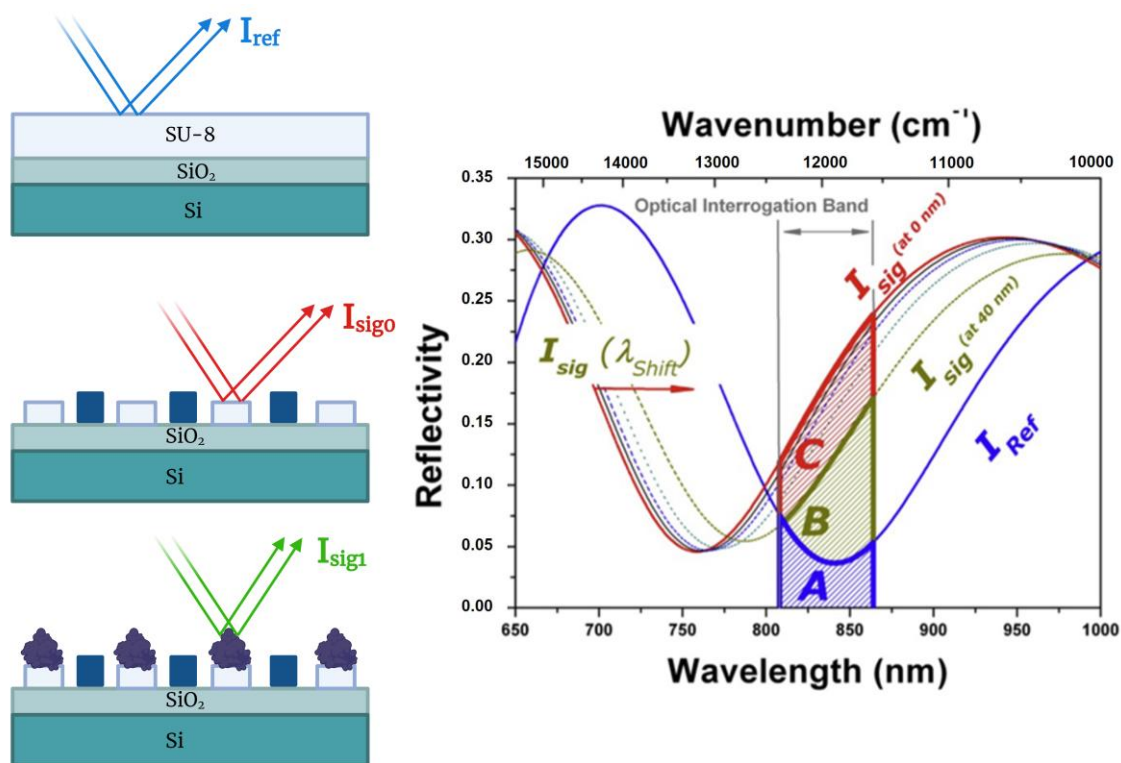 I_ref
SU-8
SiO₂
Si
I_sig0
SiO₂
Si
I_sig1
SiO₂
Si
Wavenumber (cm⁻¹)
15000 14000 13000 12000 11000 10000
Optical Interrogation Band
I_sig (at 0 nm)
I_sig (at 40 nm)
I_sig (λ_Shift)
I_Ref
C
B
A
Reflectivity
0.35
0.30
0.25
0.20
0.15
0.10
0.05
0.00
650 700 750 800 850 900 950 1000
Wavelength (nm)